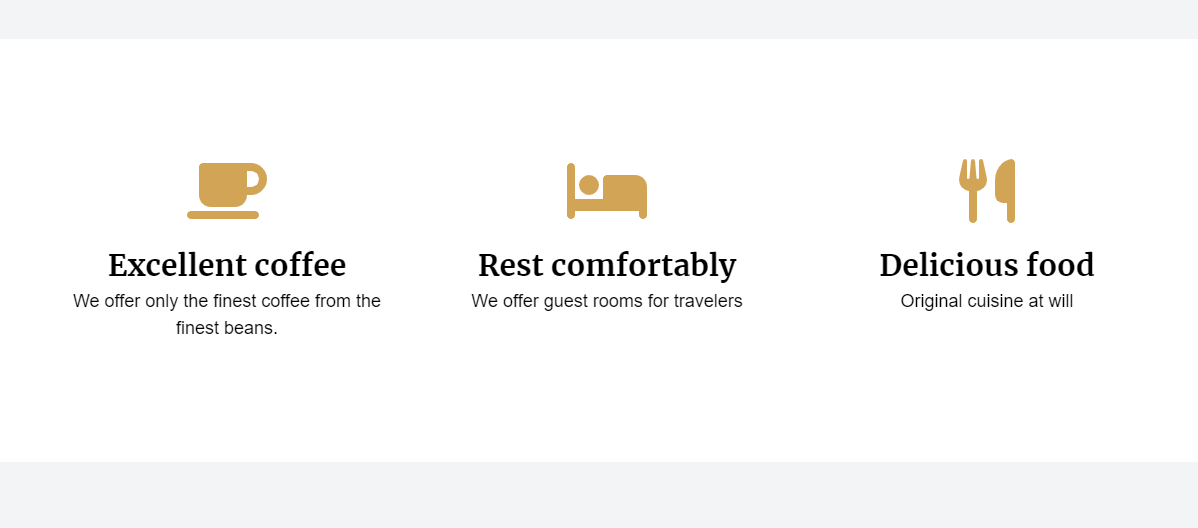 Excellent coffee
We offer only the finest coffee from the
finest beans.
Rest comfortably
We offer guest rooms for travelers
Delicious food
Original cuisine at will